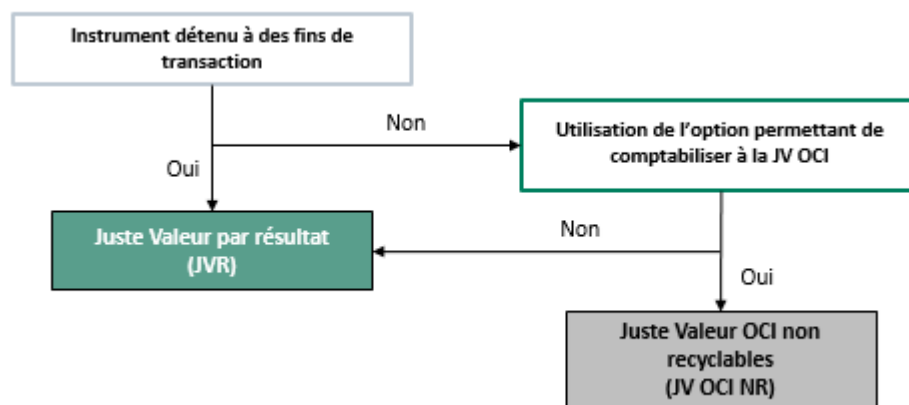 Instrument détenu à des fins de
transaction
Non
Utilisation de l'option permettant de
comptabiliser à la JV OCI
Oui
Juste Valeur par résultat
(JVR)
Non
Oui
Juste Valeur OCI non
recyclables
(JV OCI NR)